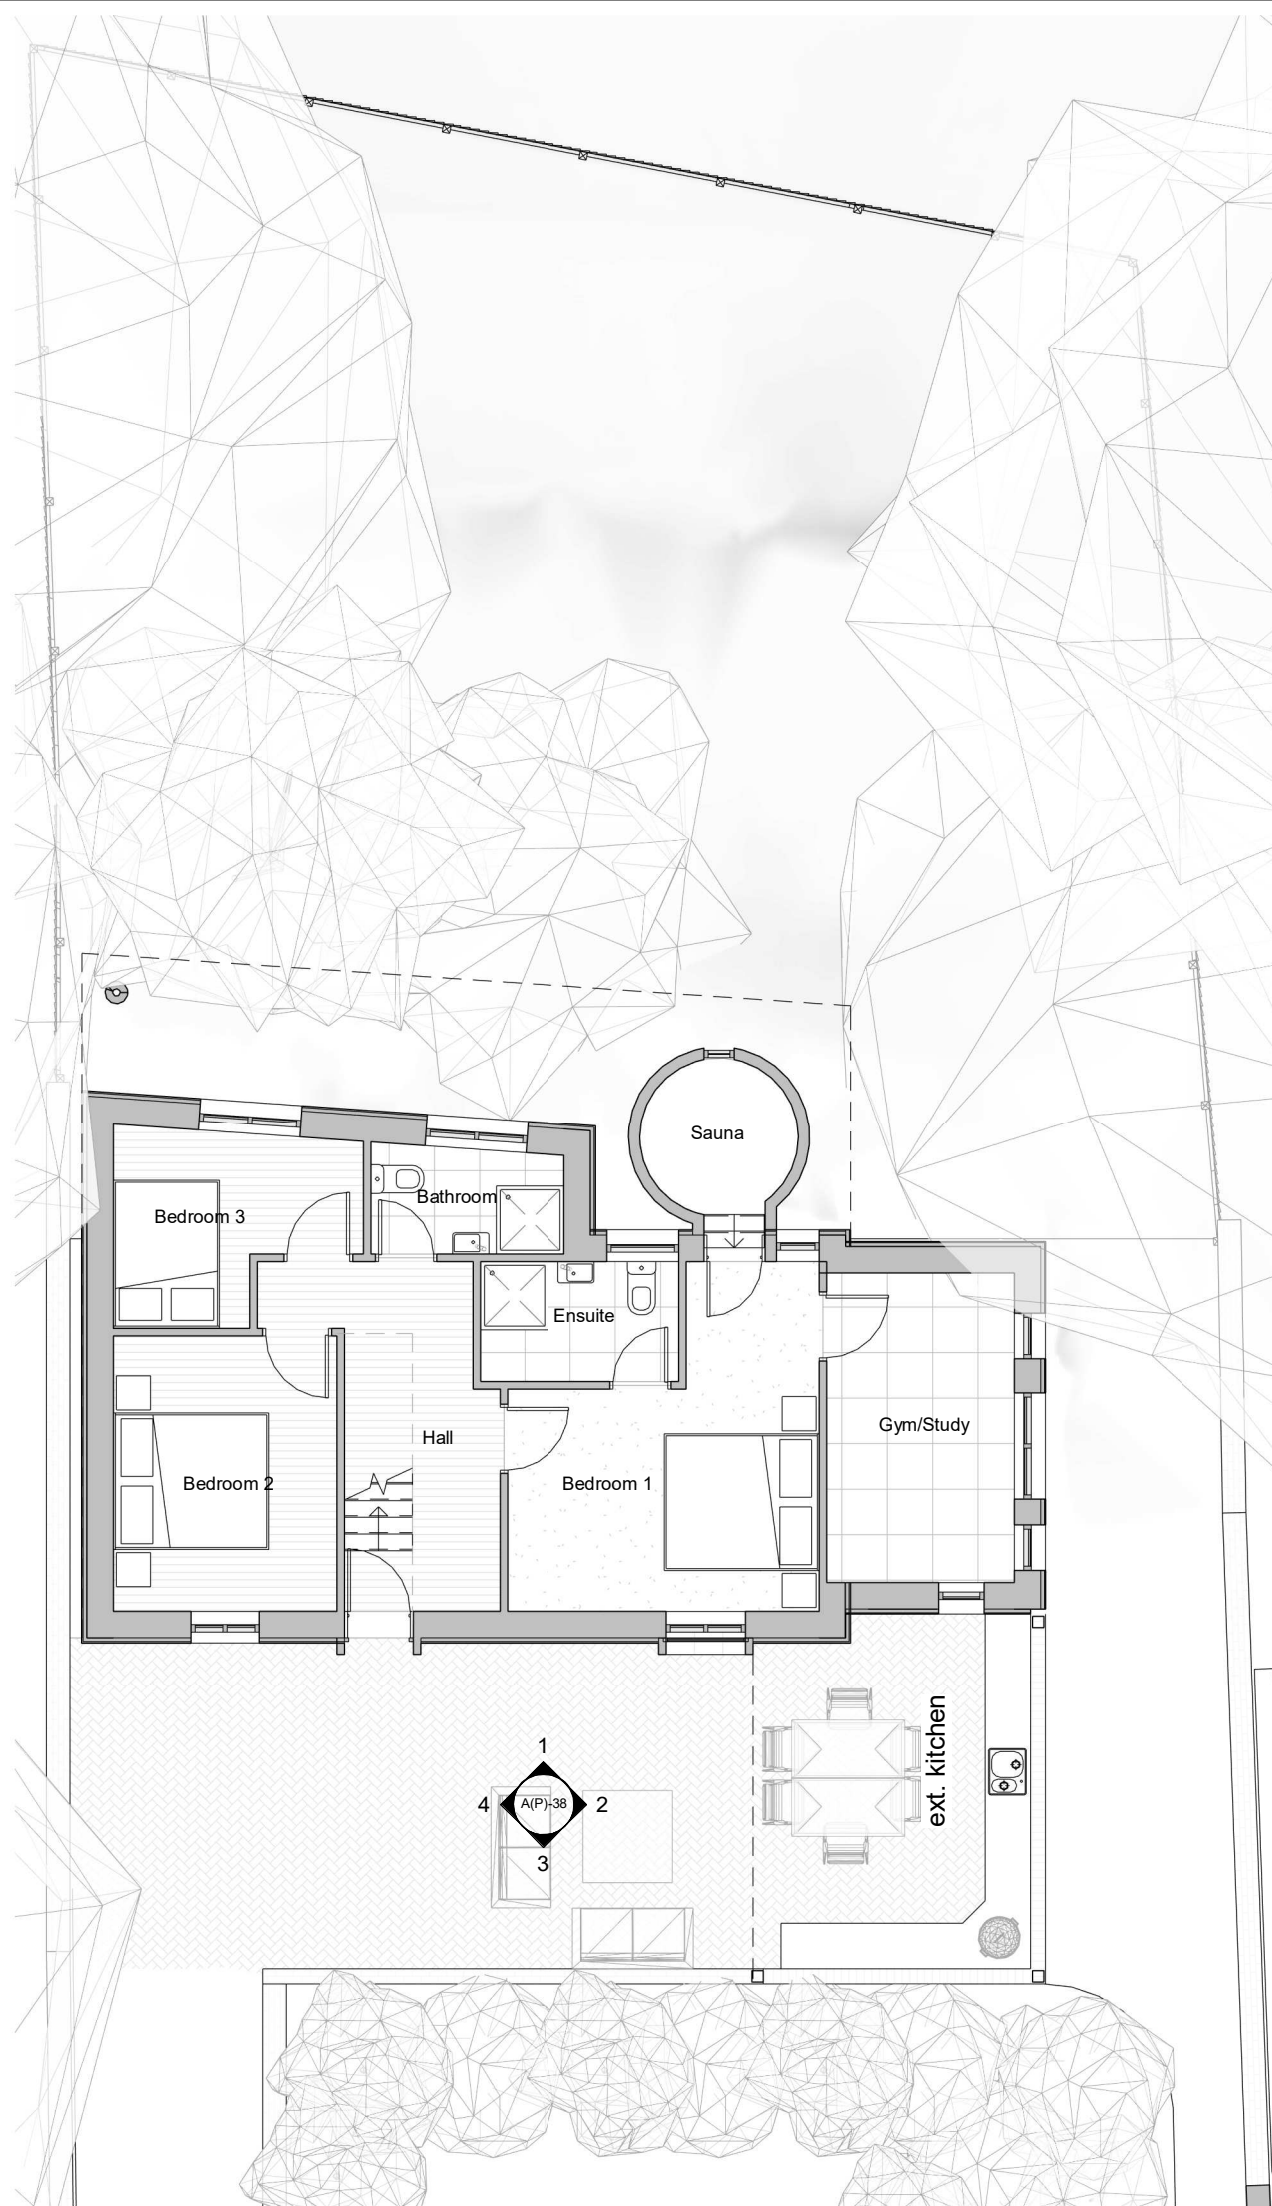 Sauna
Bathroom
Bedroom 3
Ensuite
Gym/Study
Hall
Bedroom 2
Bedroom 1
ext. kitchen
1
4
A(P)-38
2
3